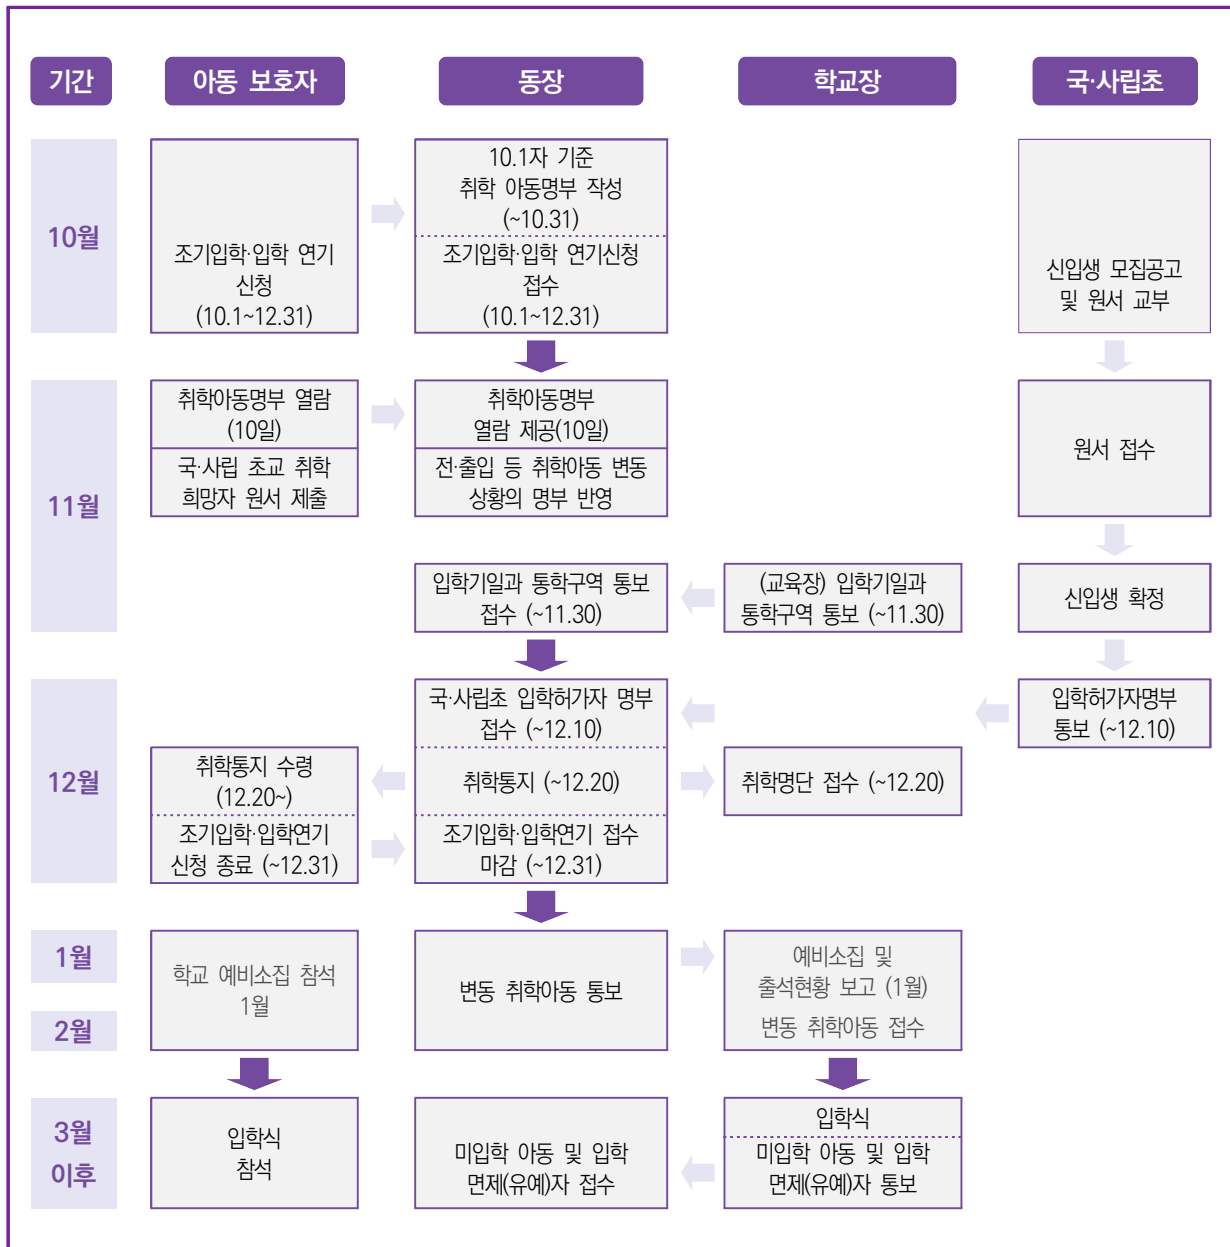 기간
아동 보호자
동장
학교장
국·사립초
10월
조기입학·입학 연기
신청
(10.1~12.31)
10.1자 기준
취학 아동명부 작성
(~10.31)
조기입학·입학 연기신청
접수
(10.1~12.31)
신입생 모집공고
및 원서 교부
11월
취학아동명부 열람
(10일)
국·사립 초교 취학
희망자 원서 제출
취학아동명부
열람 제공(10일)
전·출입 등 취학아동 변동
상황의 명부 반영
원서 접수
입학기일과 통학구역 통보
접수 (~11.30)
(교육장) 입학기일과
통학구역 통보 (~11.30)
신입생 확정
12월
국·사립초 입학허가자 명부
접수 (~12.10)
입학허가자명부
통보 (~12.10)
취학통지 수령
(12.20~)
취학통지 (~12.20)
취학명단 접수 (~12.20)
조기입학·입학연기
신청 종료 (~12.31)
조기입학·입학연기 접수
마감 (~12.31)
1월
2월
학교 예비소집 참석
1월
변동 취학아동 통보
예비소집 및
출석현황 보고 (1월)
변동 취학아동 접수
3월
이후
입학식
참석
미입학 아동 및 입학
면제(유예)자 접수
입학식
미입학 아동 및 입학
면제(유예)자 통보